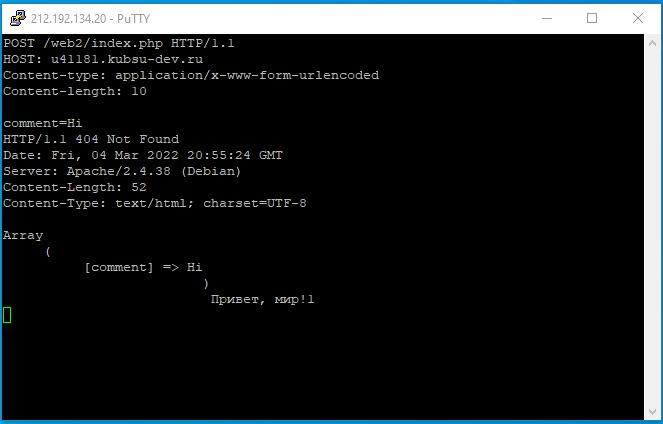 212.192.134.20 - PuTTY
POST /web2/index.php HTTP/1.1
HOST: u41181.kubsu-dev.ru
Content-type: application/x-www-form-urlencoded
Content-length: 10

comment=Hi
HTTP/1.1 404 Not Found
Date: Fri, 04 Mar 2022 20:55:24 GMT
Server: Apache/2.4.38 (Debian)
Content-Length: 52
Content-Type: text/html; charset=UTF-8

Array
(
[comment] => Hi
)
Привет, мир!1